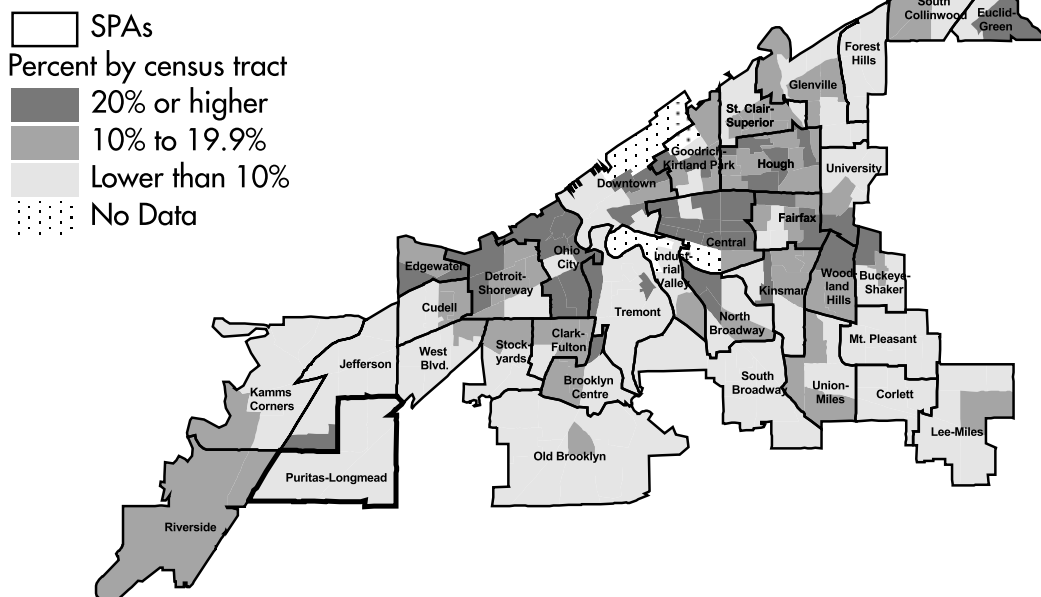 SPAs
Percent by census tract
20% or higher
10% to 19.9%
Lower than 10%
No Data
South
Collinwood
Euclid-
Green
Forest
Hills
Glenville
St. Clair-
Superior
Goodrich-
Kirtland Park
Hough
University
Downtown
Fairfax
Central
Ohio
City
Indust-
rial
Valley
Edgewater
Detroit-
Shoreway
Kinsman
Wood-
land
Hills
Buckeye-
Shaker
Cudell
Tremont
North
Broadway
Mt. Pleasant
Clark-
Fulton
Stock-
yards
West
Blvd.
Jefferson
Kamms
Corners
Brooklyn
Centre
South
Broadway
Union-
Miles
Corlett
Lee-Miles
Old Brooklyn
Puritas-Longmead
Riverside